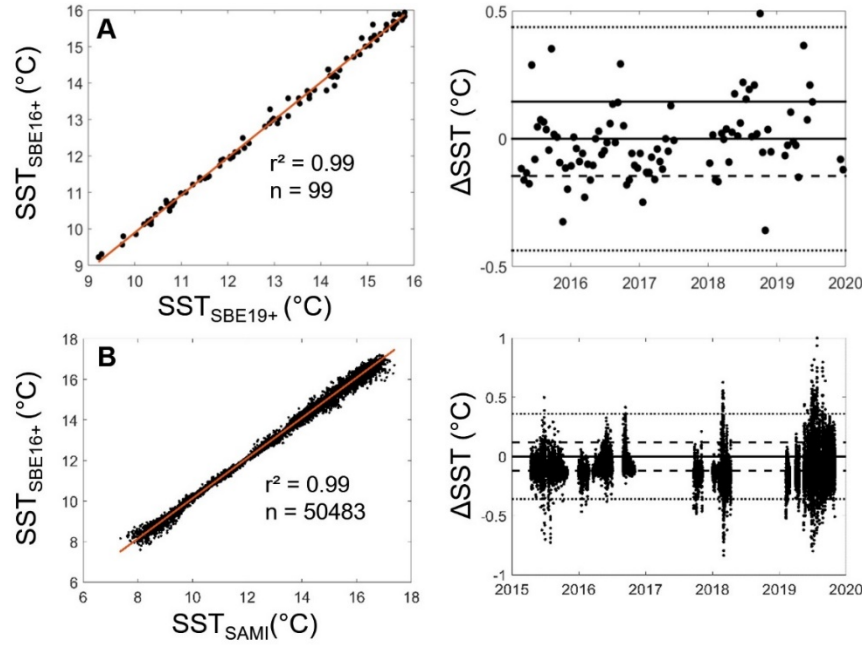 A
SST_SBE16+ (°C)
16
15
14
13
12
11
10
9
r² = 0.99
n = 99
9 10 11 12 13 14 15 16
SST_SBE19+ (°C)
ΔSST (°C)
0.5
0
-0.5
2016 2017 2018 2019 2020
B
SST_SBE16+ (°C)
18
16
14
12
10
8
6
r² = 0.99
n = 50483
6 8 10 12 14 16 18
SST_SAMI (°C)
ΔSST (°C)
1
0.5
0
-0.5
-1
2015 2016 2017 2018 2019 2020